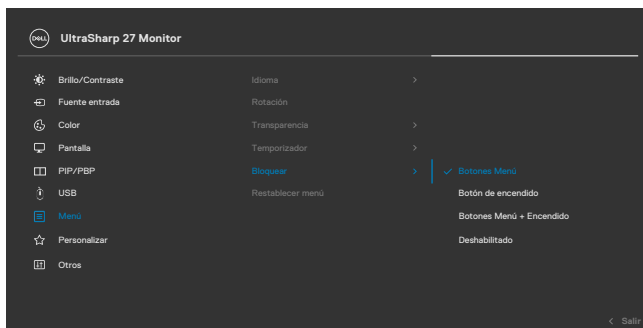 DELL UltraSharp 27 Monitor
Brillo/Contraste
Fuente entrada
Color
Pantalla
PIP/PBP
USB
Menú
Personalizar
Otros
Idioma
Rotación
Transparencia
Temporizador
Bloquear
Restablecer menú
Botones Menú
Botón de encendido
Botones Menú + Encendido
Deshabilitado
Salir